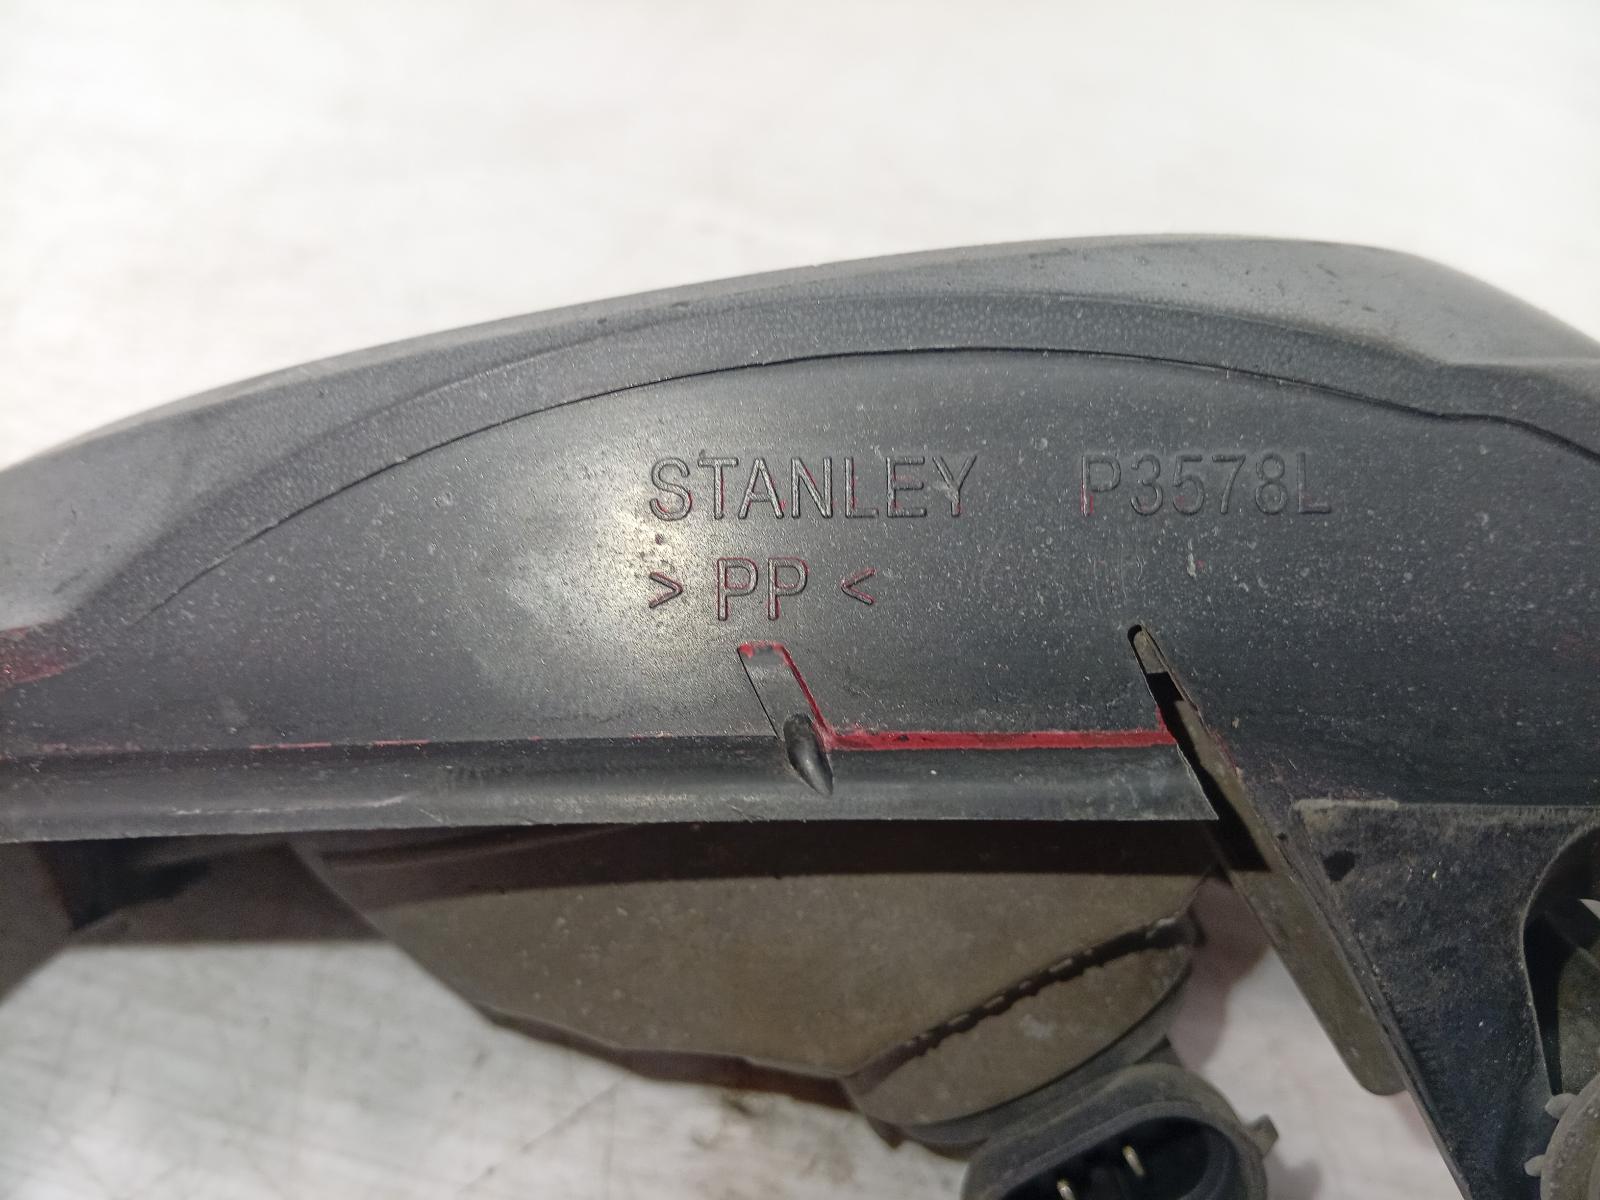 STANLEY P3578L
> PP <